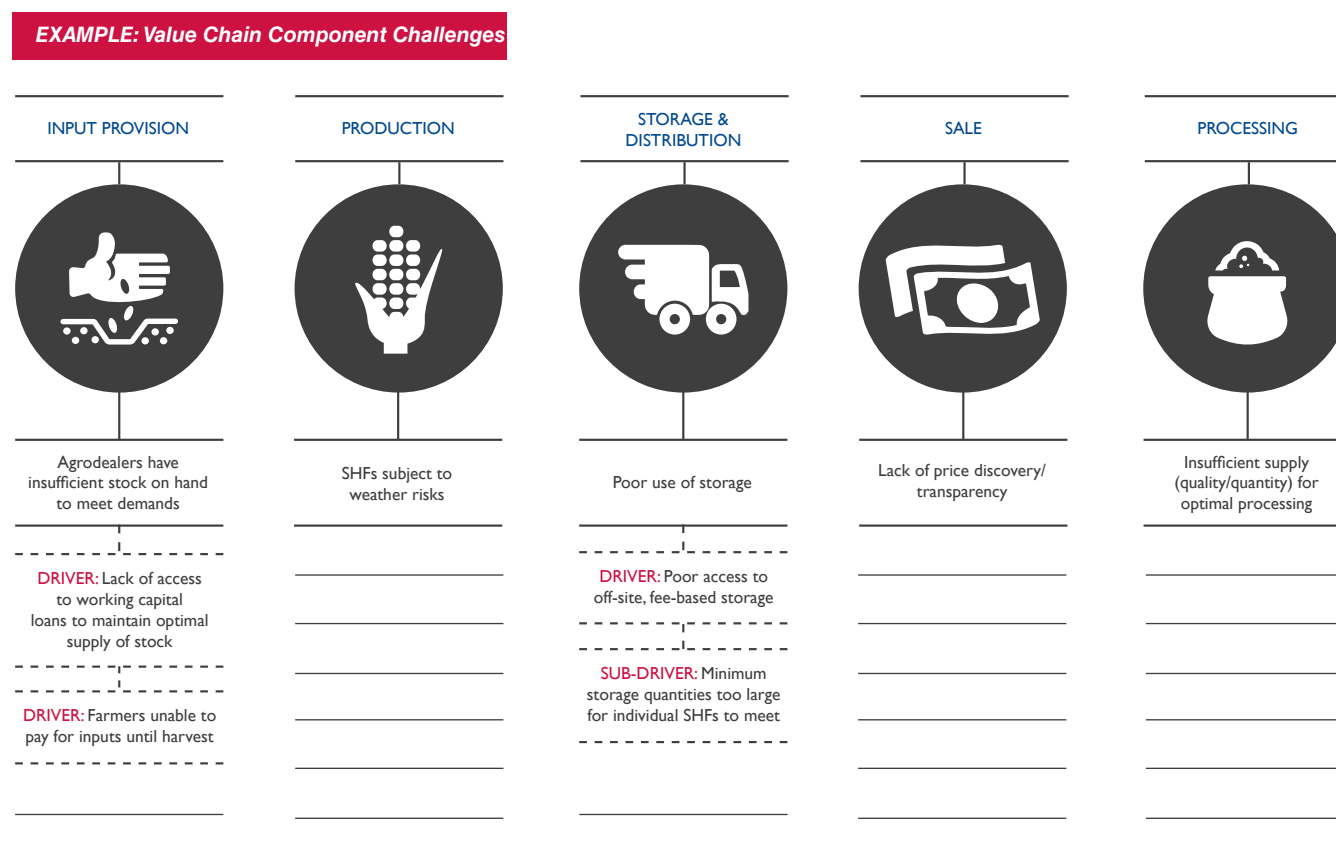 EXAMPLE: Value Chain Component Challenges
INPUT PROVISION
Agrodealers have
insufficient stock on hand
to meet demands
DRIVER: Lack of access
to working capital
loans to maintain optimal
supply of stock
DRIVER: Farmers unable to
pay for inputs until harvest
PRODUCTION
SHFs subject to
weather risks
STORAGE &
DISTRIBUTION
Poor use of storage
DRIVER: Poor access to
off-site, fee-based storage
SUB-DRIVER: Minimum
storage quantities too large
for individual SHFs to meet
SALE
Lack of price discovery/
transparency
PROCESSING
Insufficient supply
(quality/quantity) for
optimal processing